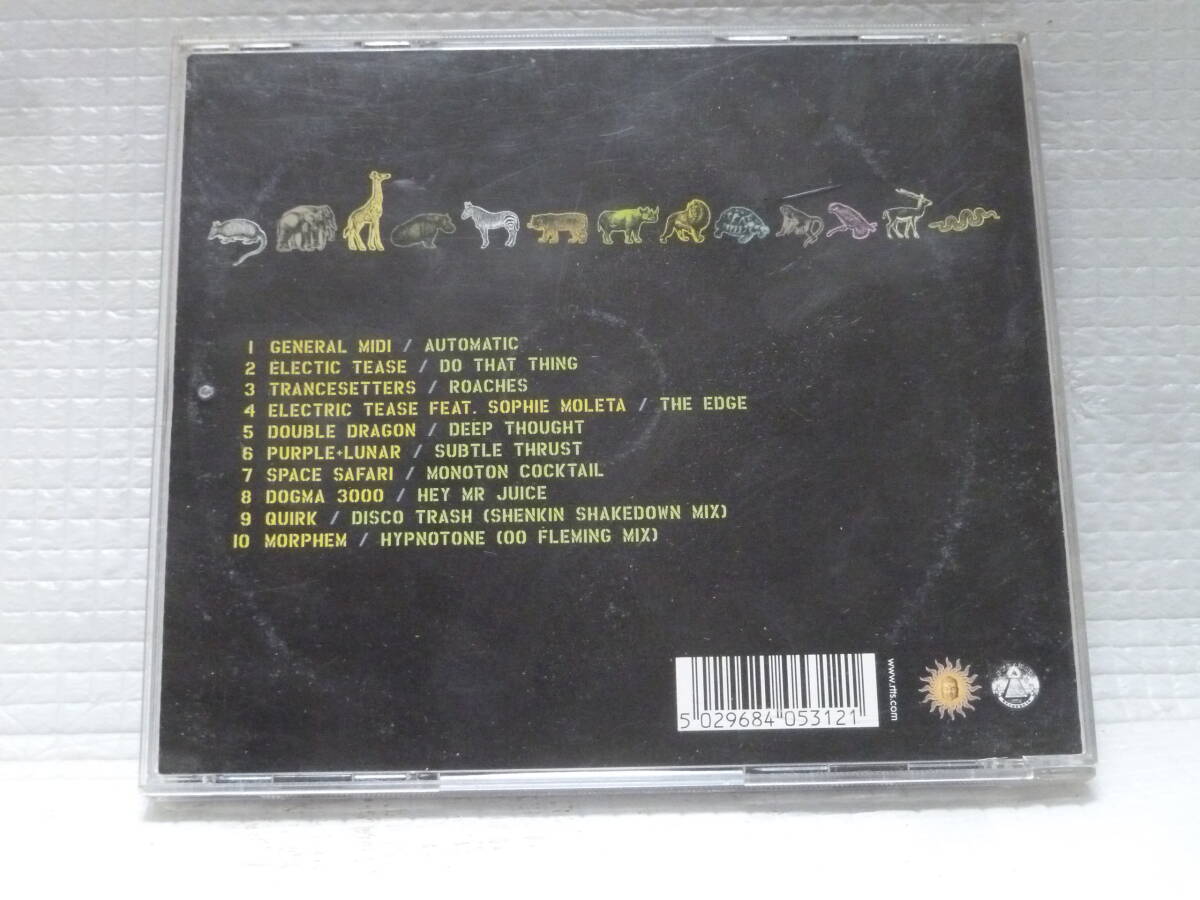 1 GENERAL MIDI / AUTOMATIC
2 ELECTIC TEASE / DO THAT THING
3 TRANCESETTERS / ROACHES
4 ELECTRIC TEASE FEAT. SOPHIE MOLETA / THE EDGE
5 DOUBLE DRAGON / DEEP THOUGHT
6 PURPLE+LUNAR / SUBTLE THRUST
7 SPACE SAFARI / MONOTON COCKTAIL
8 DOGMA 3000 / HEY MR JUICE
9 QUIRK / DISCO TRASH (SHENKIN SHAKEDOWN MIX)
10 MORPHEM / HYPNOTONE (OO FLEMING MIX)
5 029684 053121